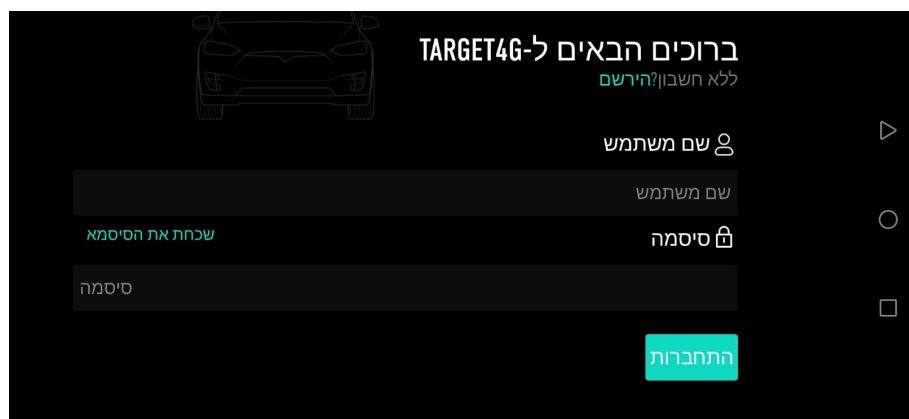 ברוכים הבאים ל-TARGET4G
ללא חשבון?הירשם
שם משתמש
שם משתמש
סיסמה
שכחת את הסיסמא
סיסמה
התחברות